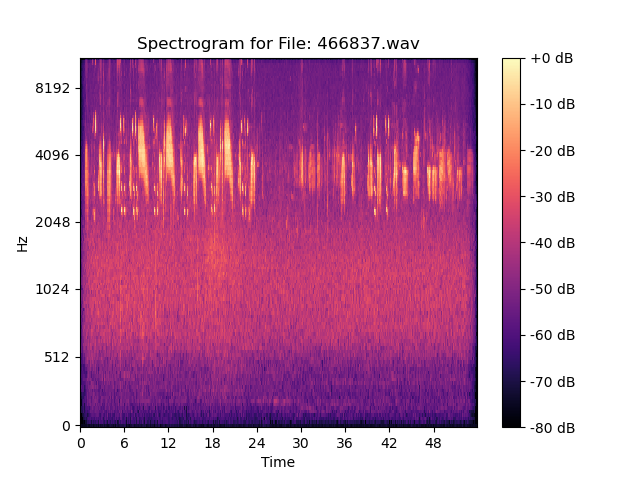 Spectrogram for File: 466837.wav
Hz
8192
4096
2048
1024
512
0
0 6 12 18 24 30 36 42 48
Time
+0 dB
-10 dB
-20 dB
-30 dB
-40 dB
-50 dB
-60 dB
-70 dB
-80 dB